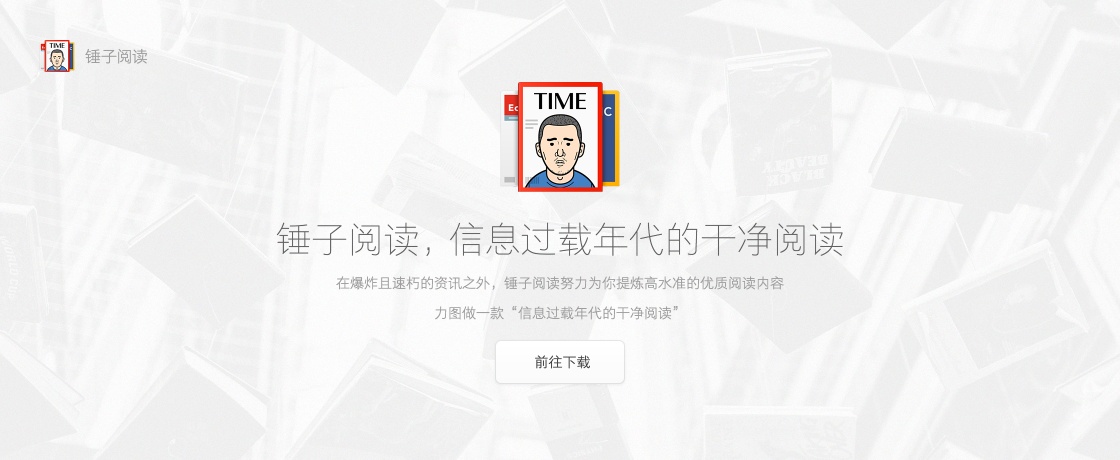 锤子阅读
TIME
Ec
C
TIME
锤子阅读，信息过载年代的干净阅读
在爆炸且速朽的资讯之外，锤子阅读努力为你提炼高水准的优质阅读内容
力图做一款“信息过载年代的干净阅读”
前往下载